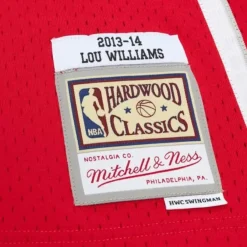 2013-14
LOU WILLIAMS
HARDWOOD
NBA
CLASSICS
NOSTALGIA CO.
Mitchell & Ness
PHILADELPHIA, PA.
HWC SWINGMAN